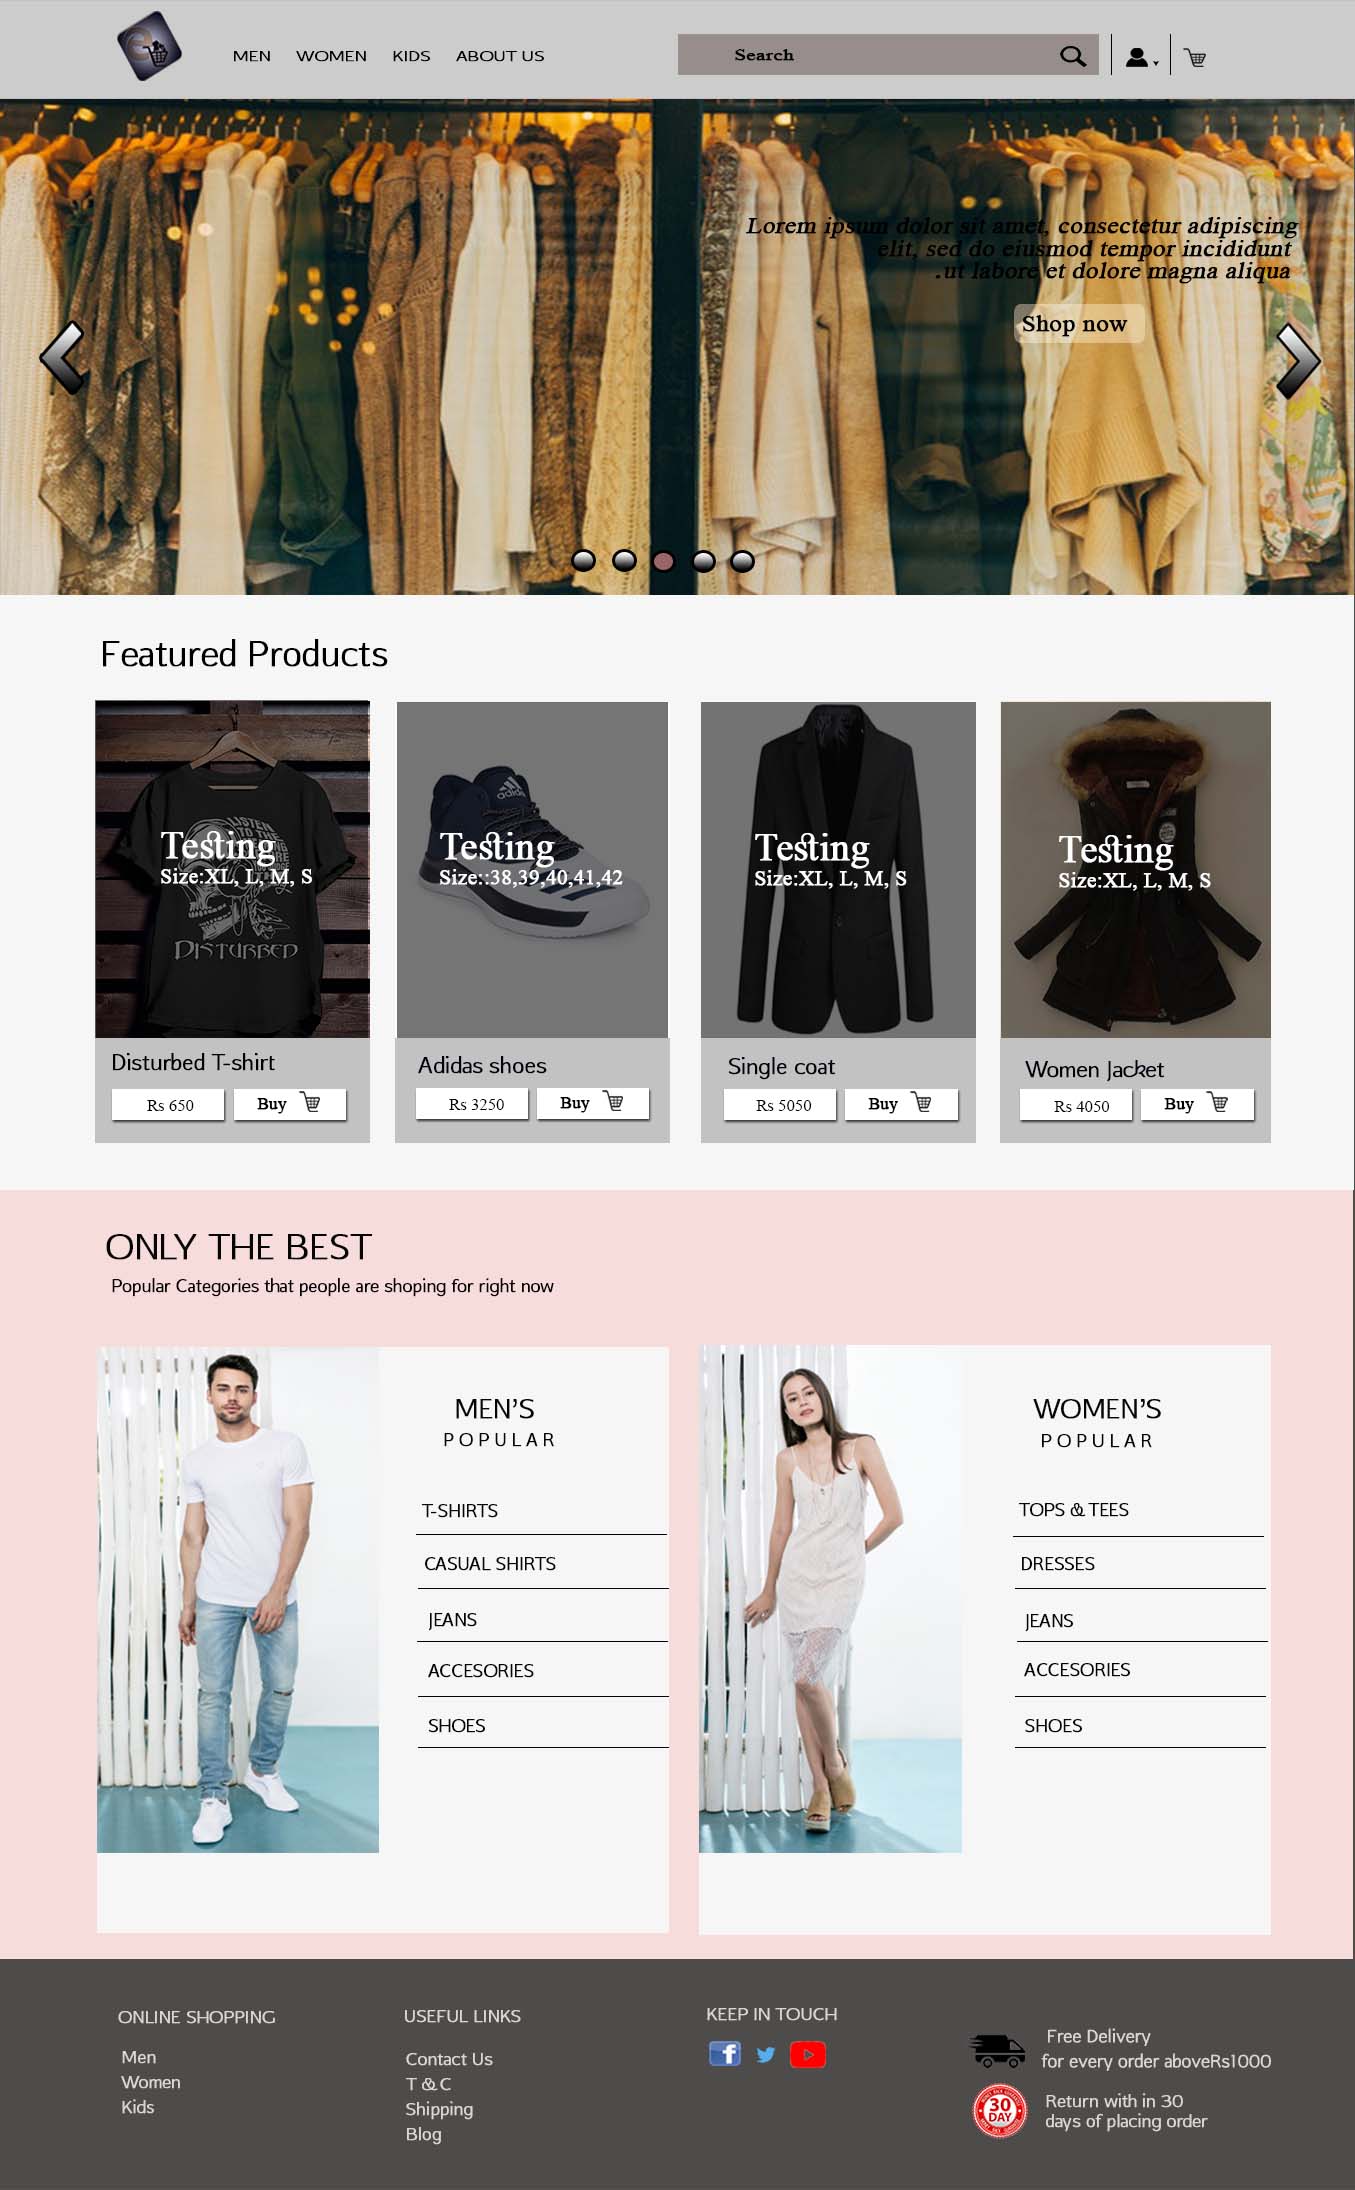 MEN WOMEN KIDS ABOUT US Search
Lorem ipsum dolor sit amet, consectetur adipiscing
elit, sed do eiusmod tempor incididunt
.ut labore et dolore magna aliqua
Shop now
Featured Products
DISTURBED
Testing
Size:XL, L, M, S
adidas
Testing
Size::38,39,40,41,42
Testing
Size:XL, L, M, S
Testing
Size:XL, L, M, S
Disturbed T-shirt
Rs 650 Buy
Adidas shoes
Rs 3250 Buy
Single coat
Rs 5050 Buy
Women Jacket
Rs 4050 Buy
ONLY THE BEST
Popular Categories that people are shoping for right now
MEN'S
POPULAR
T-SHIRTS
CASUAL SHIRTS
JEANS
ACCESORIES
SHOES
WOMEN'S
POPULAR
TOPS & TEES
DRESSES
JEANS
ACCESORIES
SHOES
ONLINE SHOPPING
Men
Women
Kids
USEFUL LINKS
Contact Us
T & C
Shipping
Blog
KEEP IN TOUCH
Free Delivery
for every order aboveRs1000
30
DAY
Return with in 30
days of placing order